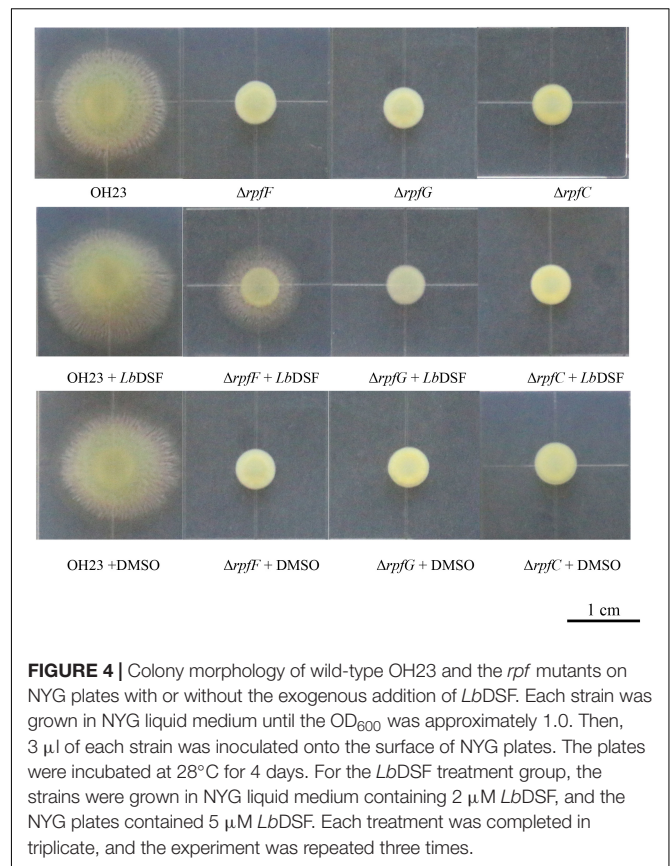 OH23 ΔrpfF ΔrpfG ΔrpfC
OH23 + LbDSF ΔrpfF + LbDSF ΔrpfG + LbDSF ΔrpfC + LbDSF
OH23 +DMSO ΔrpfF + DMSO ΔrpfG + DMSO ΔrpfC + DMSO
1 cm
FIGURE 4 | Colony morphology of wild-type OH23 and the rpf mutants on
NYG plates with or without the exogenous addition of LbDSF. Each strain was
grown in NYG liquid medium until the OD600 was approximately 1.0. Then,
3 μl of each strain was inoculated onto the surface of NYG plates. The plates
were incubated at 28°C for 4 days. For the LbDSF treatment group, the
strains were grown in NYG liquid medium containing 2 μM LbDSF, and the
NYG plates contained 5 μM LbDSF. Each treatment was completed in
triplicate, and the experiment was repeated three times.